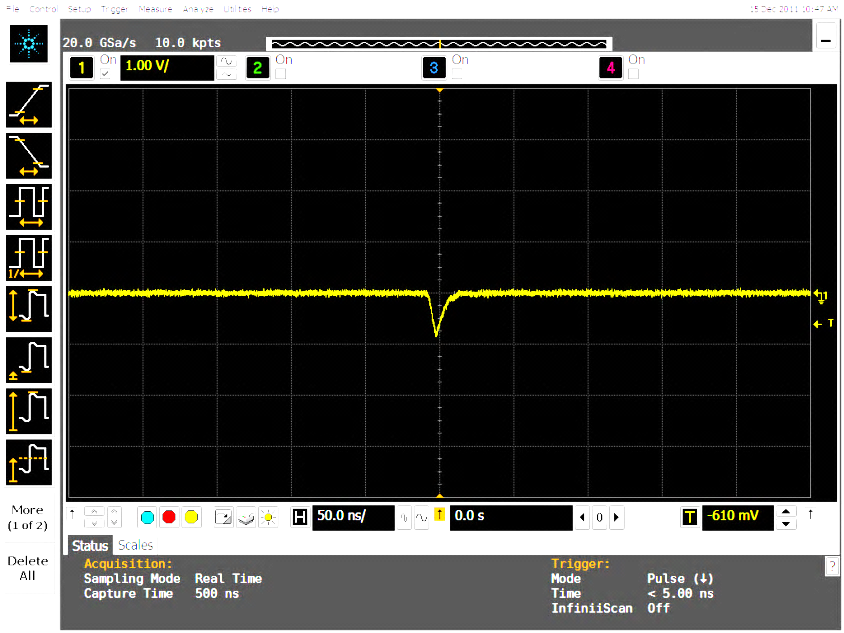 File Control Setup Trigger Measure Analyze Utilities Help 15 Dec 2011 10:47 AM
20.0 GSa/s 10.0 kpts
1 On 1.00 V/ 2 On 3 On 4 On
1
T
1/
More
(1 of 2)
Delete
All
H 50.0 ns/ 0.0 s 0 T -610 mV
Status Scales
Acquisition:
Sampling Mode Real Time
Capture Time 500 ns
Trigger:
Mode Pulse (↓)
Time < 5.00 ns
InfiniiScan Off
?